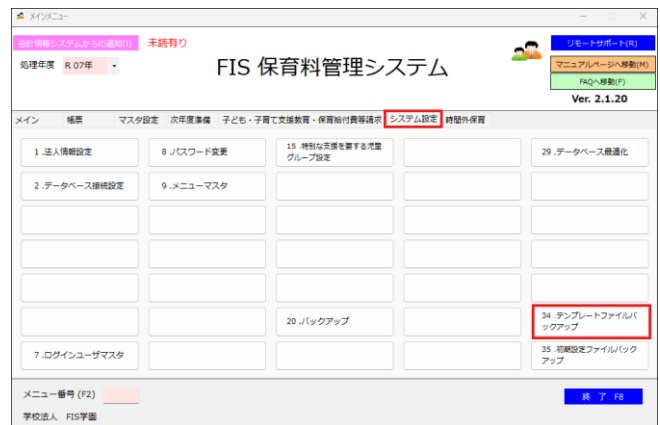 メインメニュー
会計情報システムからの通知(I) 未読有り
リモートサポート(R)
処理年度 R 07年
FIS 保育料管理システム
マニュアルページへ移動(M)
FAQへ移動(F)
Ver. 2.1.20
メイン 帳票 マスタ設定 次年度準備 子ども・子育て支援教育・保育給付費等請求 システム設定 時間外保育
1 .法人情報設定
8 .パスワード変更
15 .特別な支援を要する児童
グループ設定
29 .データベース最適化
2 .データベース接続設定
9 .メニューマスタ
20 .バックアップ
34 .テンプレートファイルバ
ックアップ
7 .ログインユーザマスタ
35 .初期設定ファイルバック
アップ
メニュー番号 (F2)
終 了 F8
学校法人 FIS学園